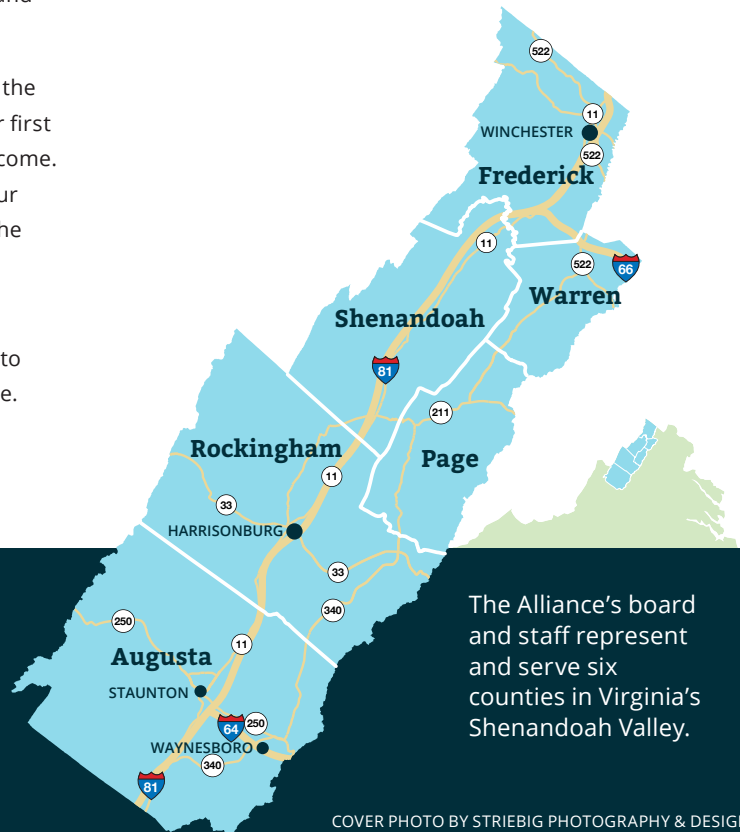 the
first
come.
ur
he
to
e.
522
11
WINCHESTER
522
Frederick
11
522
66
Warren
Shenandoah
81
211
Rockingham
Page
11
33
HARRISONBURG
33
340
250
11
Augusta
STAUNTON
64
250
WAYNESBORO
340
81
The Alliance’s board
and staff represent
and serve six
counties in Virginia’s
Shenandoah Valley.
COVER PHOTO BY STRIEBIG PHOTOGRAPHY & DESIGN